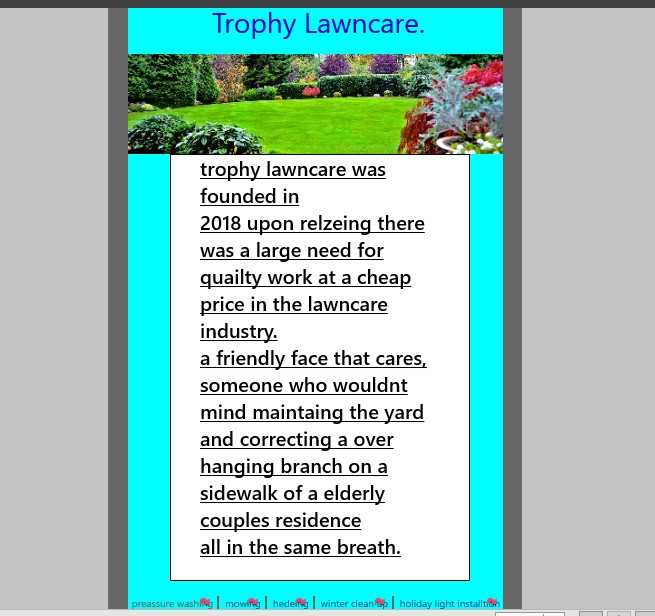 Trophy Lawncare.
trophy lawncare was
founded in
2018 upon relzeing there
was a large need for
quailty work at a cheap
price in the lawncare
industry.
a friendly face that cares,
someone who wouldnt
mind maintaing the yard
and correcting a over
hanging branch on a
sidewalk of a elderly
couples residence
all in the same breath.
preassure washing | mowing | hedeing | winter clean-up | holiday light installtion